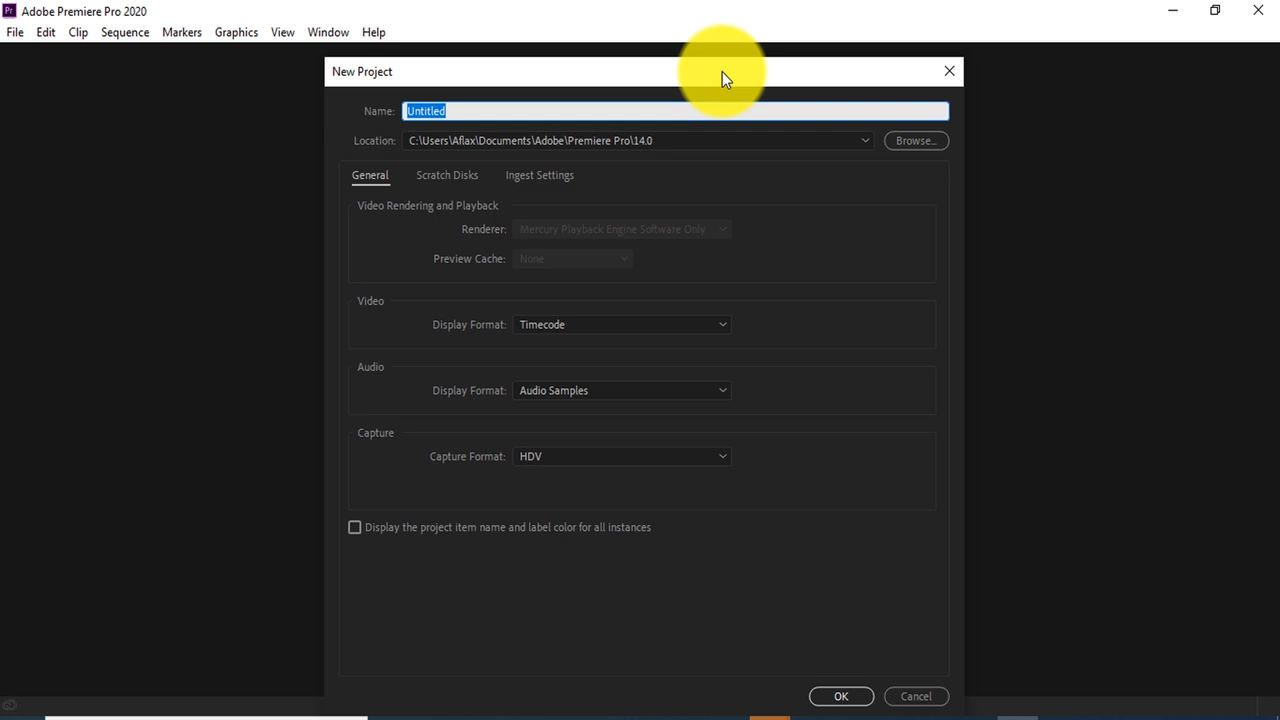 Pr Adobe Premiere Pro 2020
File Edit Clip Sequence Markers Graphics View Window Help
New Project
Name: Untitled
Location: C:\Users\Aflax\Documents\Adobe\Premiere Pro\14.0 Browse...
General Scratch Disks Ingest Settings
Video Rendering and Playback
Renderer: Mercury Playback Engine Software Only
Preview Cache: None
Video
Display Format: Timecode
Audio
Display Format: Audio Samples
Capture
Capture Format: HDV
Display the project item name and label color for all instances
OK Cancel